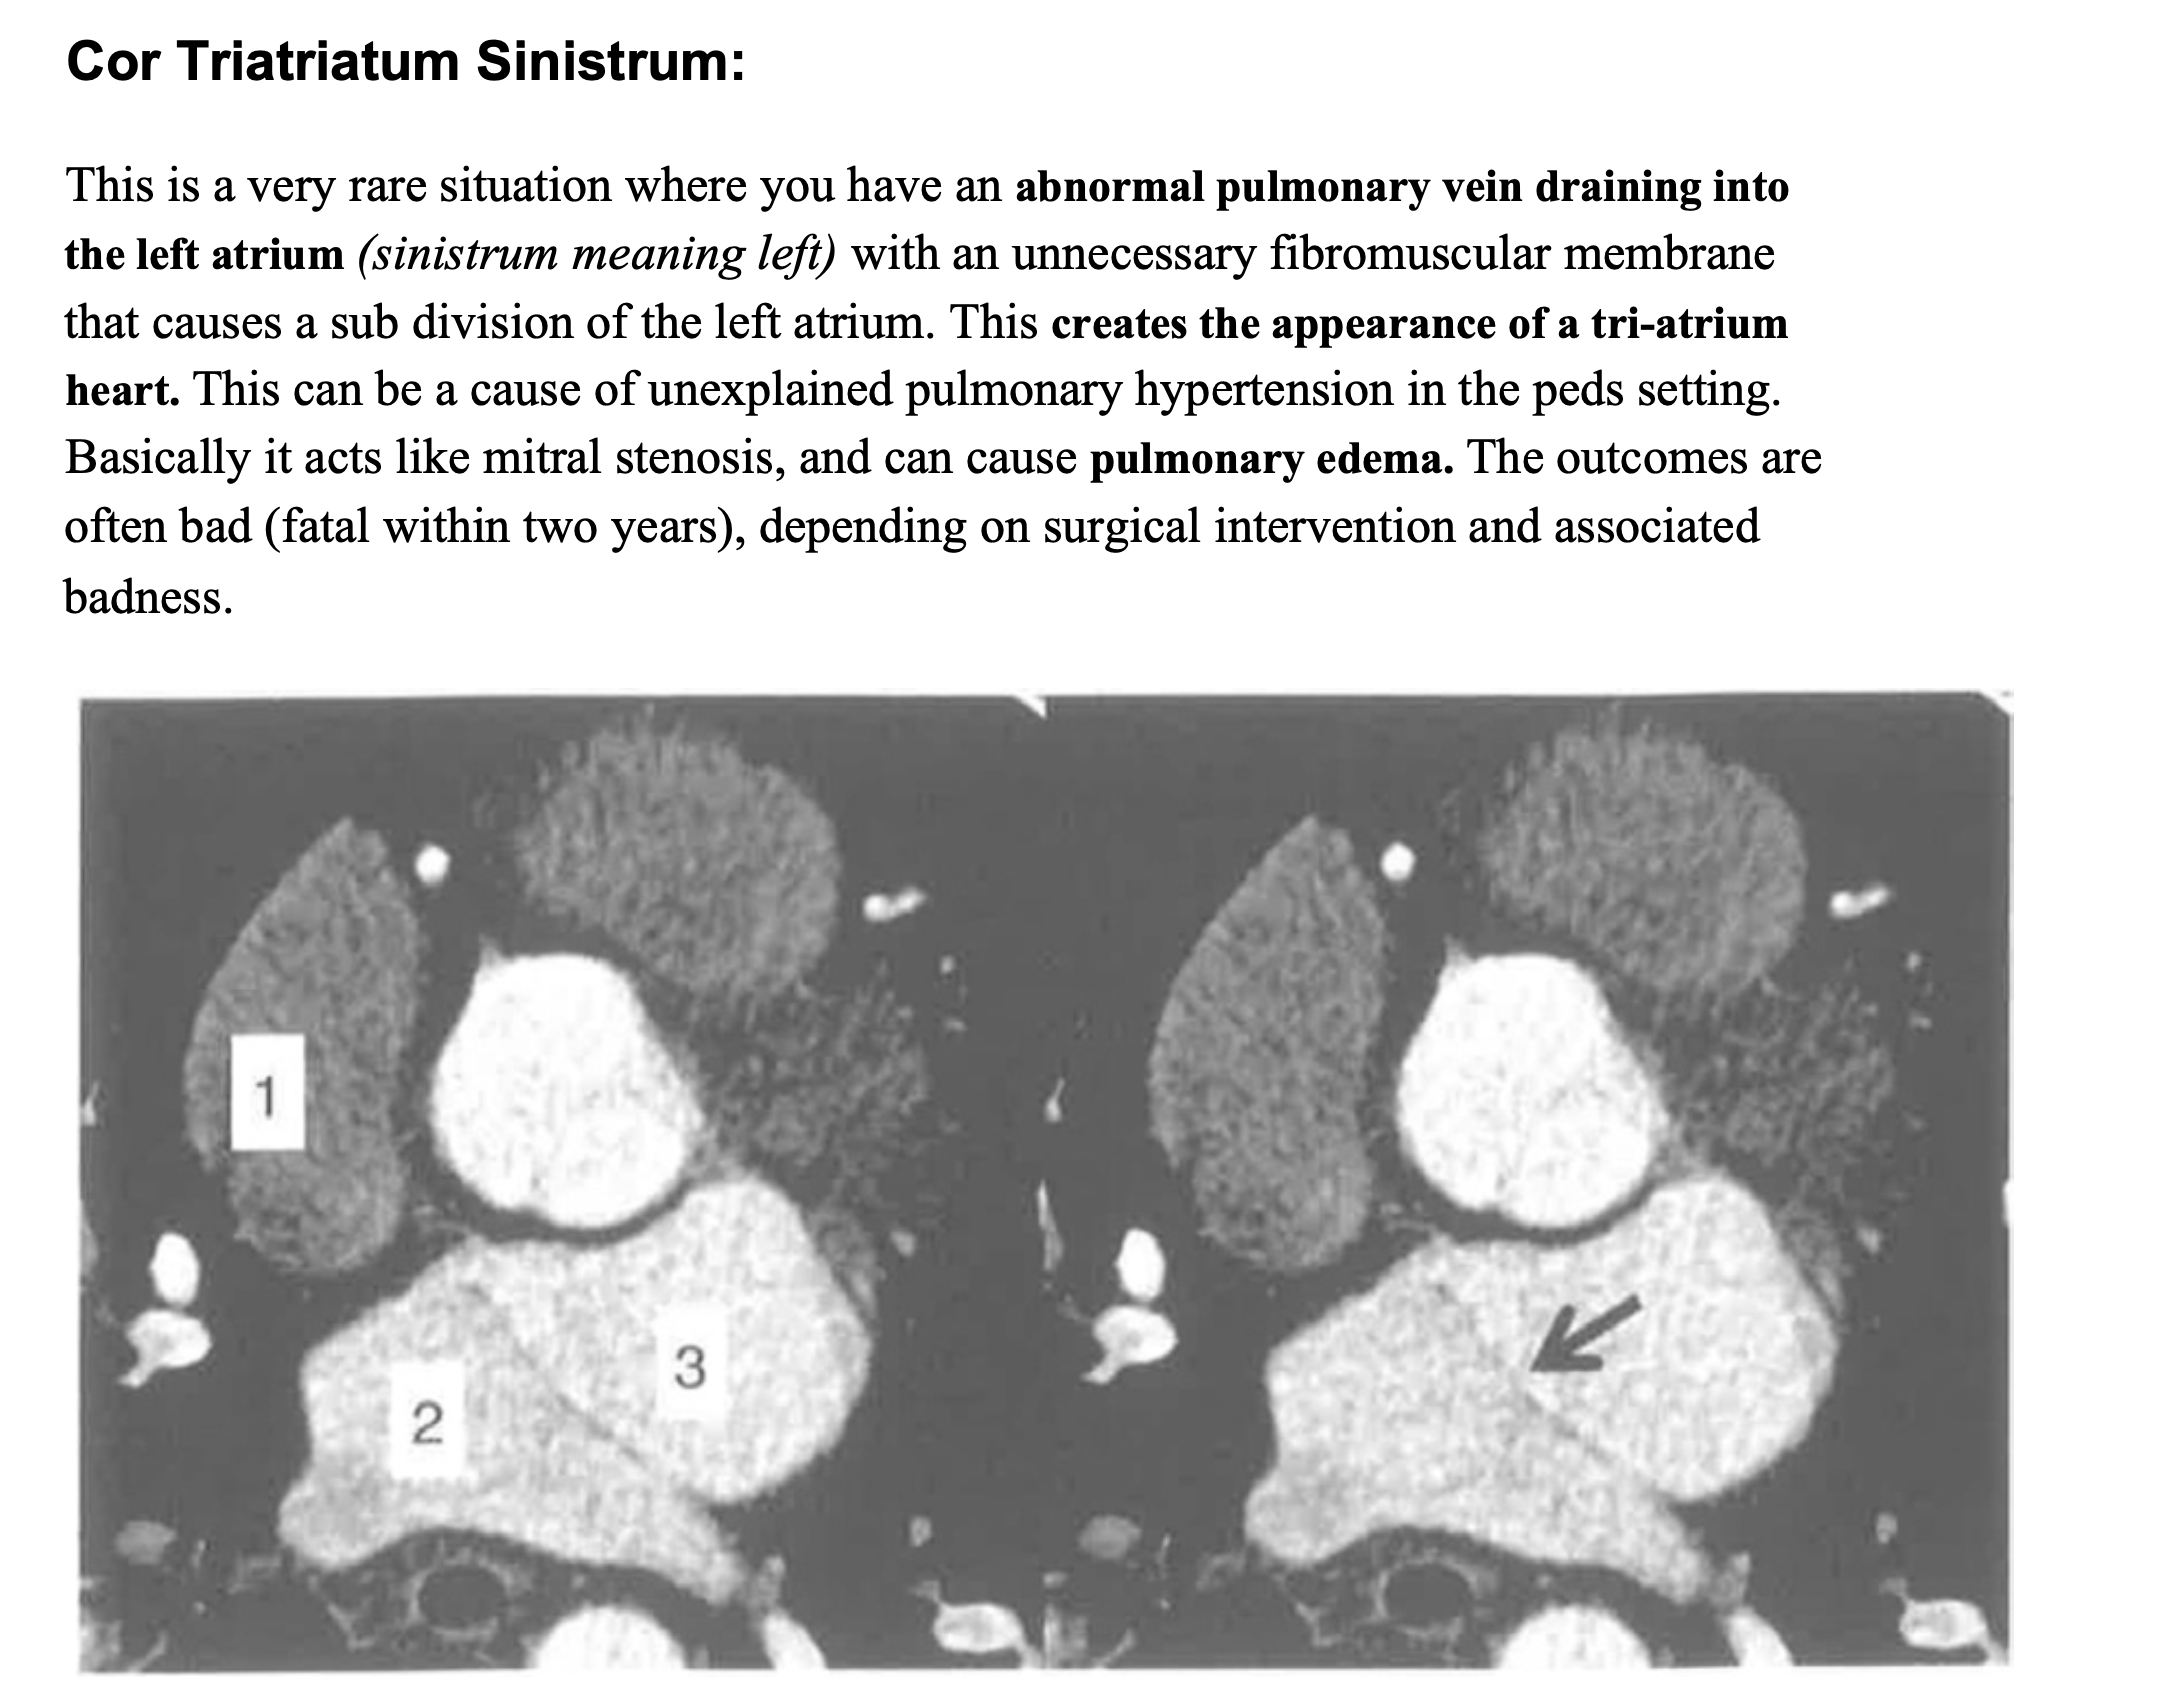 Cor Triatriatum Sinistrum:
This is a very rare situation where you have an abnormal pulmonary vein draining into
the left atrium (sinistrum meaning left) with an unnecessary fibromuscular membrane
that causes a sub division of the left atrium. This creates the appearance of a tri-atrium
heart. This can be a cause of unexplained pulmonary hypertension in the peds setting.
Basically it acts like mitral stenosis, and can cause pulmonary edema. The outcomes are
often bad (fatal within two years), depending on surgical intervention and associated
badness.
1
3
2